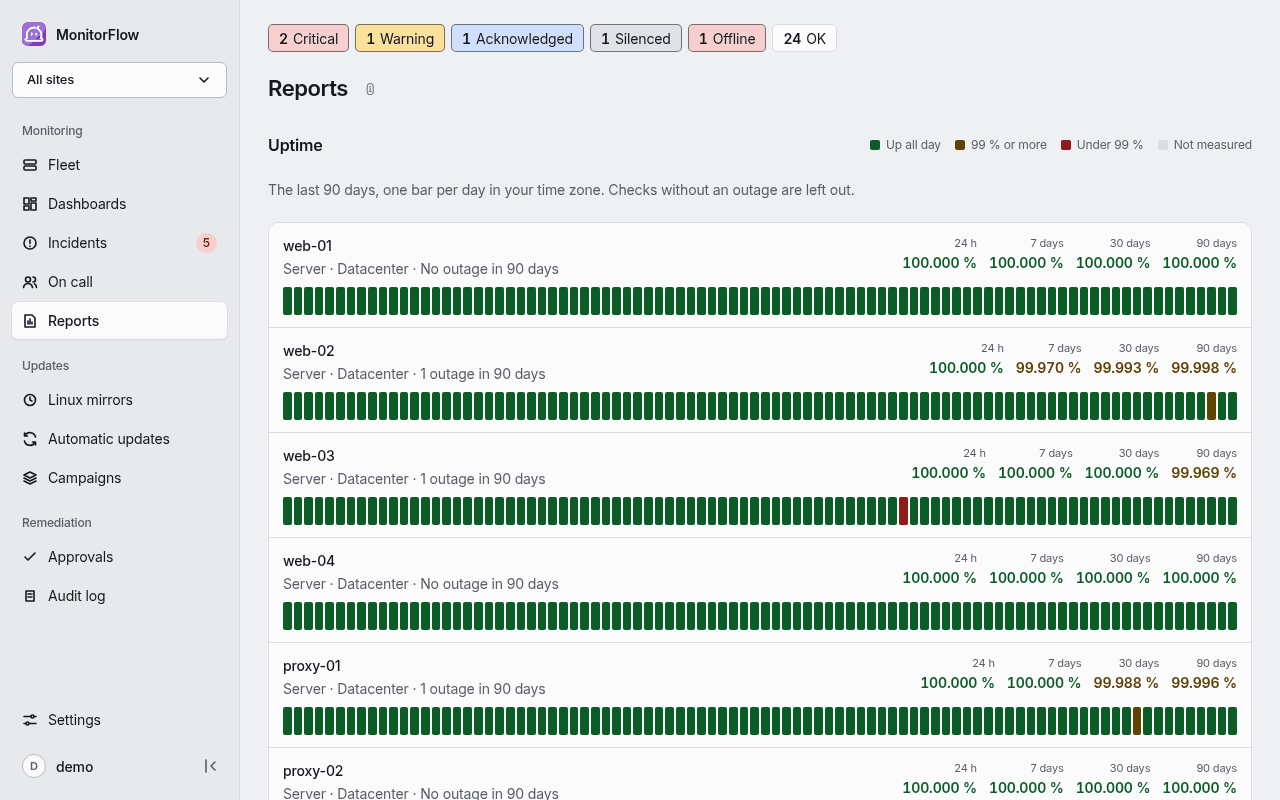 MonitorFlow
All sites
Monitoring
Fleet
Dashboards
Incidents 5
On call
Reports
Updates
Linux mirrors
Automatic updates
Campaigns
Remediation
Approvals
Audit log
Settings
D demo
2 Critical 1 Warning 1 Acknowledged 1 Silenced 1 Offline 24 OK
Reports
Uptime Up all day 99 % or more Under 99 % Not measured
The last 90 days, one bar per day in your time zone. Checks without an outage are left out.
web-01 24 h 7 days 30 days 90 days
Server · Datacenter · No outage in 90 days 100.000 % 100.000 % 100.000 % 100.000 %
web-02 24 h 7 days 30 days 90 days
Server · Datacenter · 1 outage in 90 days 100.000 % 99.970 % 99.993 % 99.998 %
web-03 24 h 7 days 30 days 90 days
Server · Datacenter · 1 outage in 90 days 100.000 % 100.000 % 100.000 % 99.969 %
web-04 24 h 7 days 30 days 90 days
Server · Datacenter · No outage in 90 days 100.000 % 100.000 % 100.000 % 100.000 %
proxy-01 24 h 7 days 30 days 90 days
Server · Datacenter · 1 outage in 90 days 100.000 % 100.000 % 99.988 % 99.996 %
proxy-02 24 h 7 days 30 days 90 days
Server · Datacenter · No outage in 90 days 100.000 % 100.000 % 100.000 % 100.000 %